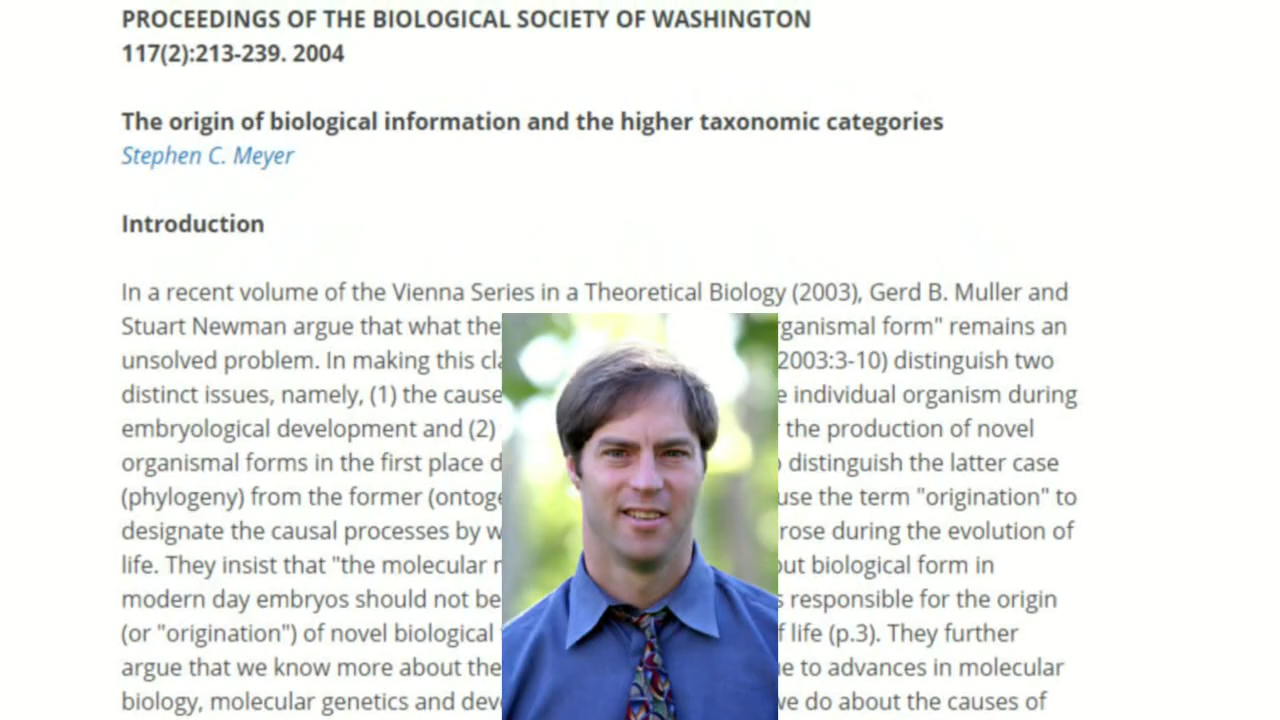 PROCEEDINGS OF THE BIOLOGICAL SOCIETY OF WASHINGTON
117(2):213-239. 2004
The origin of biological information and the higher taxonomic categories
Stephen C. Meyer
Introduction
In a recent volume of the Vienna Series in a Theoretical Biology (2003), Gerd B. Muller and
Stuart Newman argue that what the ganismal form" remains an
unsolved problem. In making this cla 2003:3-10) distinguish two
distinct issues, namely, (1) the cause individual organism during
embryological development and (2) the production of novel
organismal forms in the first place d distinguish the latter case
(phylogeny) from the former (ontoge use the term "origination" to
designate the causal processes by w rose during the evolution of
life. They insist that "the molecular out biological form in
modern day embryos should not be responsible for the origin
(or "origination") of novel biological life (p.3). They further
argue that we know more about the e to advances in molecular
biology, molecular genetics and deve we do about the causes of